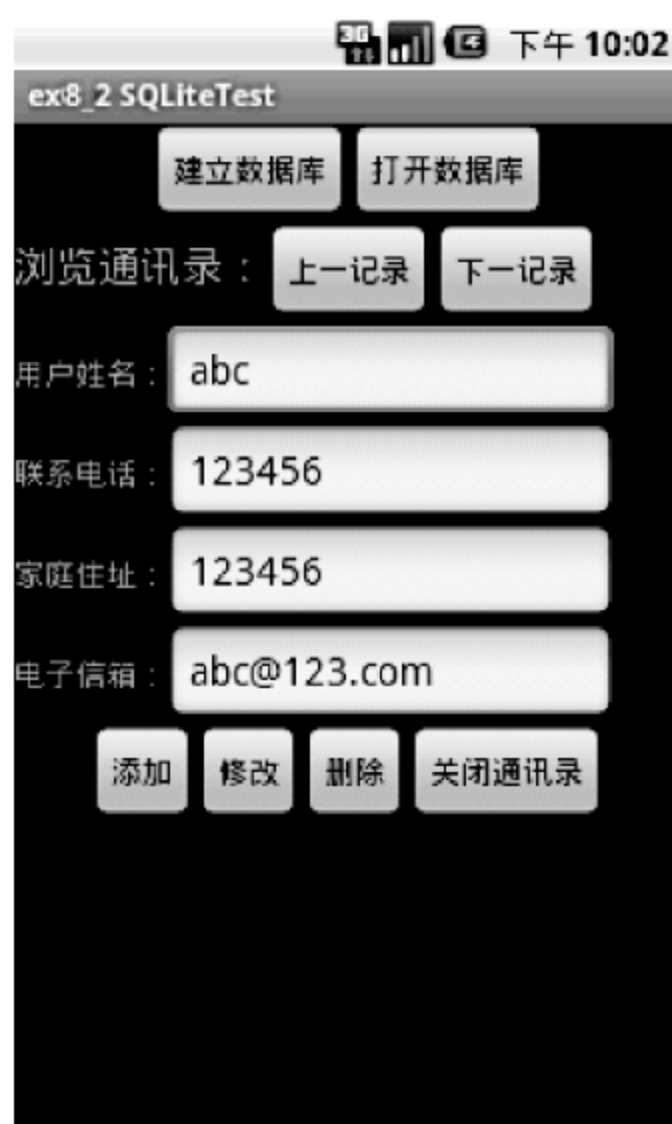 3G 下午 10:02
ex8_2 SQLiteTest
建立数据库 打开数据库
浏览通讯录： 上一记录 下一记录
用户姓名： abc
联系电话： 123456
家庭住址： 123456
电子信箱： abc@123.com
添加 修改 删除 关闭通讯录